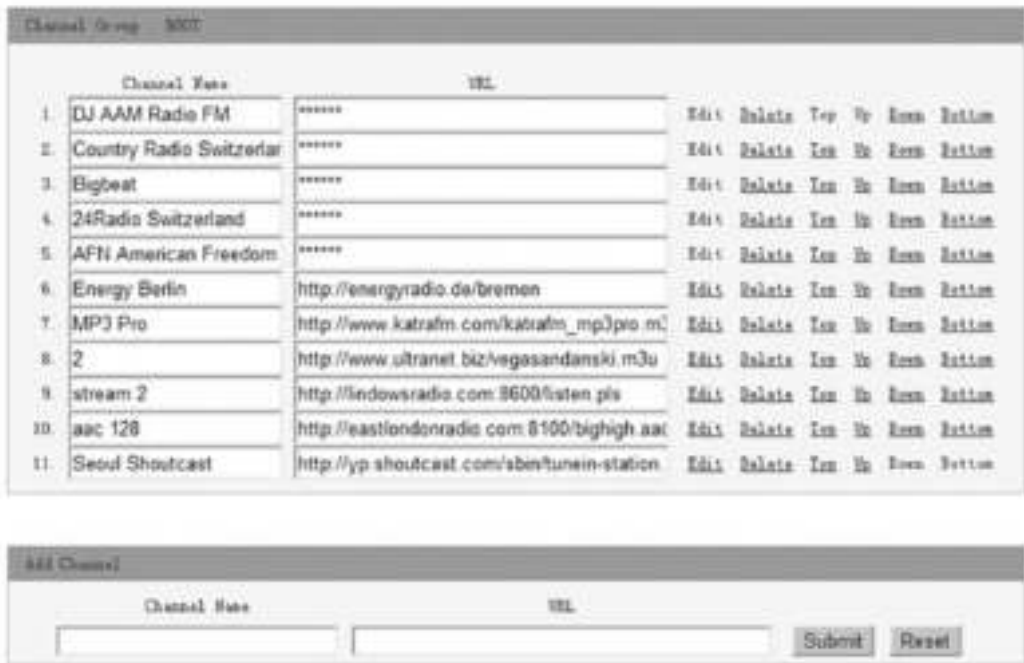 Channel Group ROOT
Channel Name URL
1. DJ AAM Radio FM ****** Edit Delete Top Up Down Bottom
2. Country Radio Switzerlar ****** Edit Delete Top Up Down Bottom
3. Bigbeat ****** Edit Delete Top Up Down Bottom
4. 24Radio Switzerland ****** Edit Delete Top Up Down Bottom
5. AFN American Freedom ****** Edit Delete Top Up Down Bottom
6. Energy Berlin http://energyradio.de/bremen Edit Delete Top Up Down Bottom
7. MP3 Pro http://www.katrafm.com/katrafm_mp3pro.m3 Edit Delete Top Up Down Bottom
8. 2 http://www.ultranet.biz/vegasandanski.m3u Edit Delete Top Up Down Bottom
9. stream 2 http://lindowsradio.com:8600/listen.pls Edit Delete Top Up Down Bottom
10. aac 128 http://eastlondonradio.com:8100/bighigh.aac Edit Delete Top Up Down Bottom
11. Seoul Shoutcast http://yp.shoutcast.com/sbin/tunein-station. Edit Delete Top Up Down Bottom
Add Channel
Channel Name URL
Submit Reset